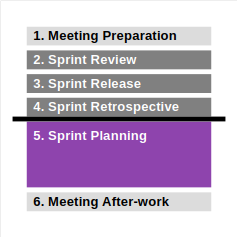 1. Meeting Preparation
2. Sprint Review
3. Sprint Release
4. Sprint Retrospective
5. Sprint Planning
6. Meeting After-work